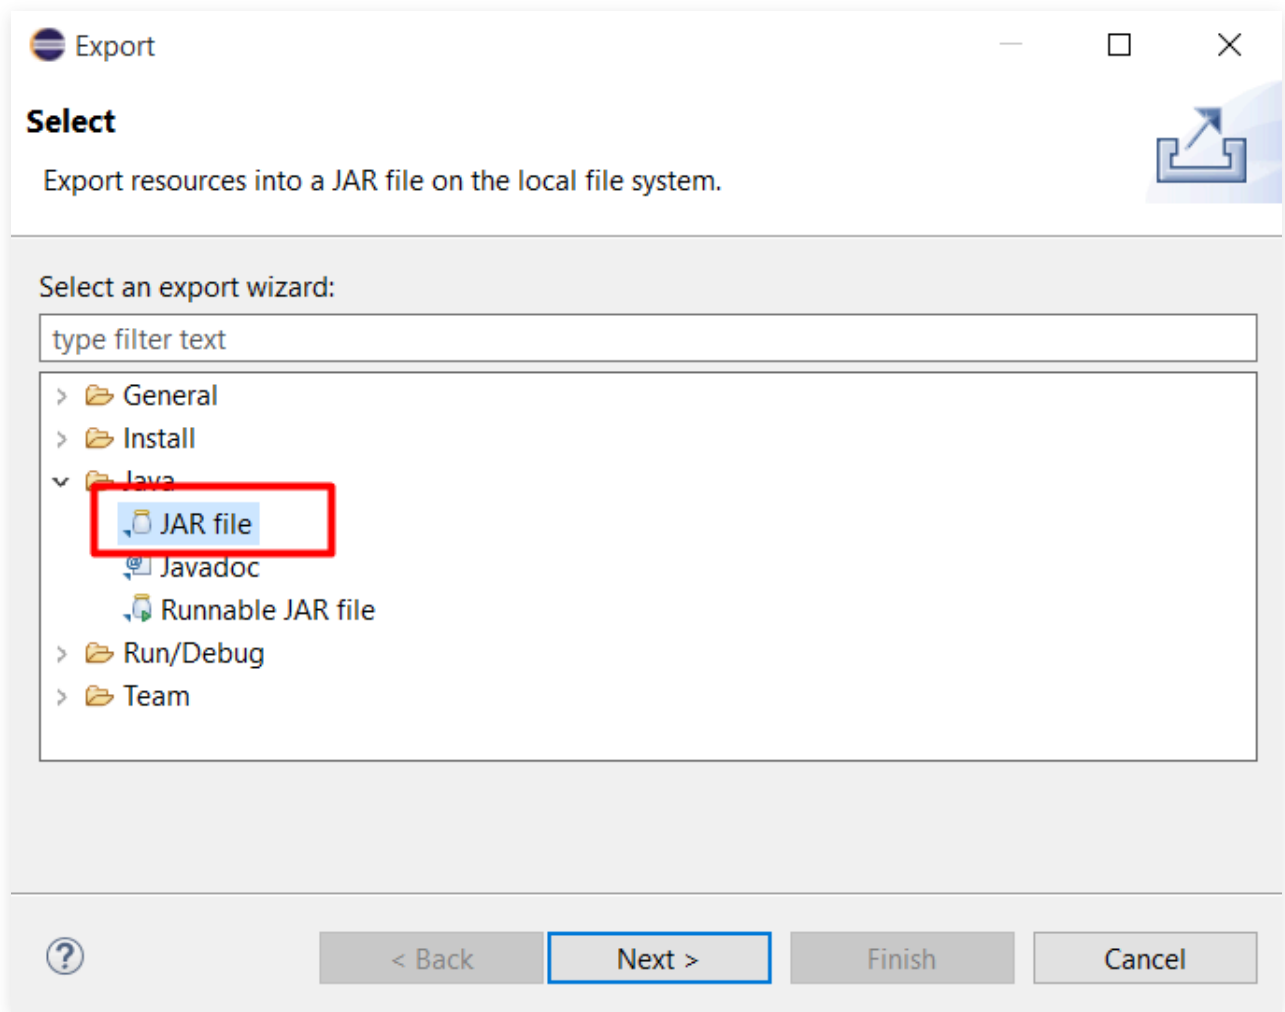 Export
Select
Export resources into a JAR file on the local file system.
Select an export wizard:
type filter text
General
Install
Java
JAR file
Javadoc
Runnable JAR file
Run/Debug
Team
? < Back Next > Finish Cancel